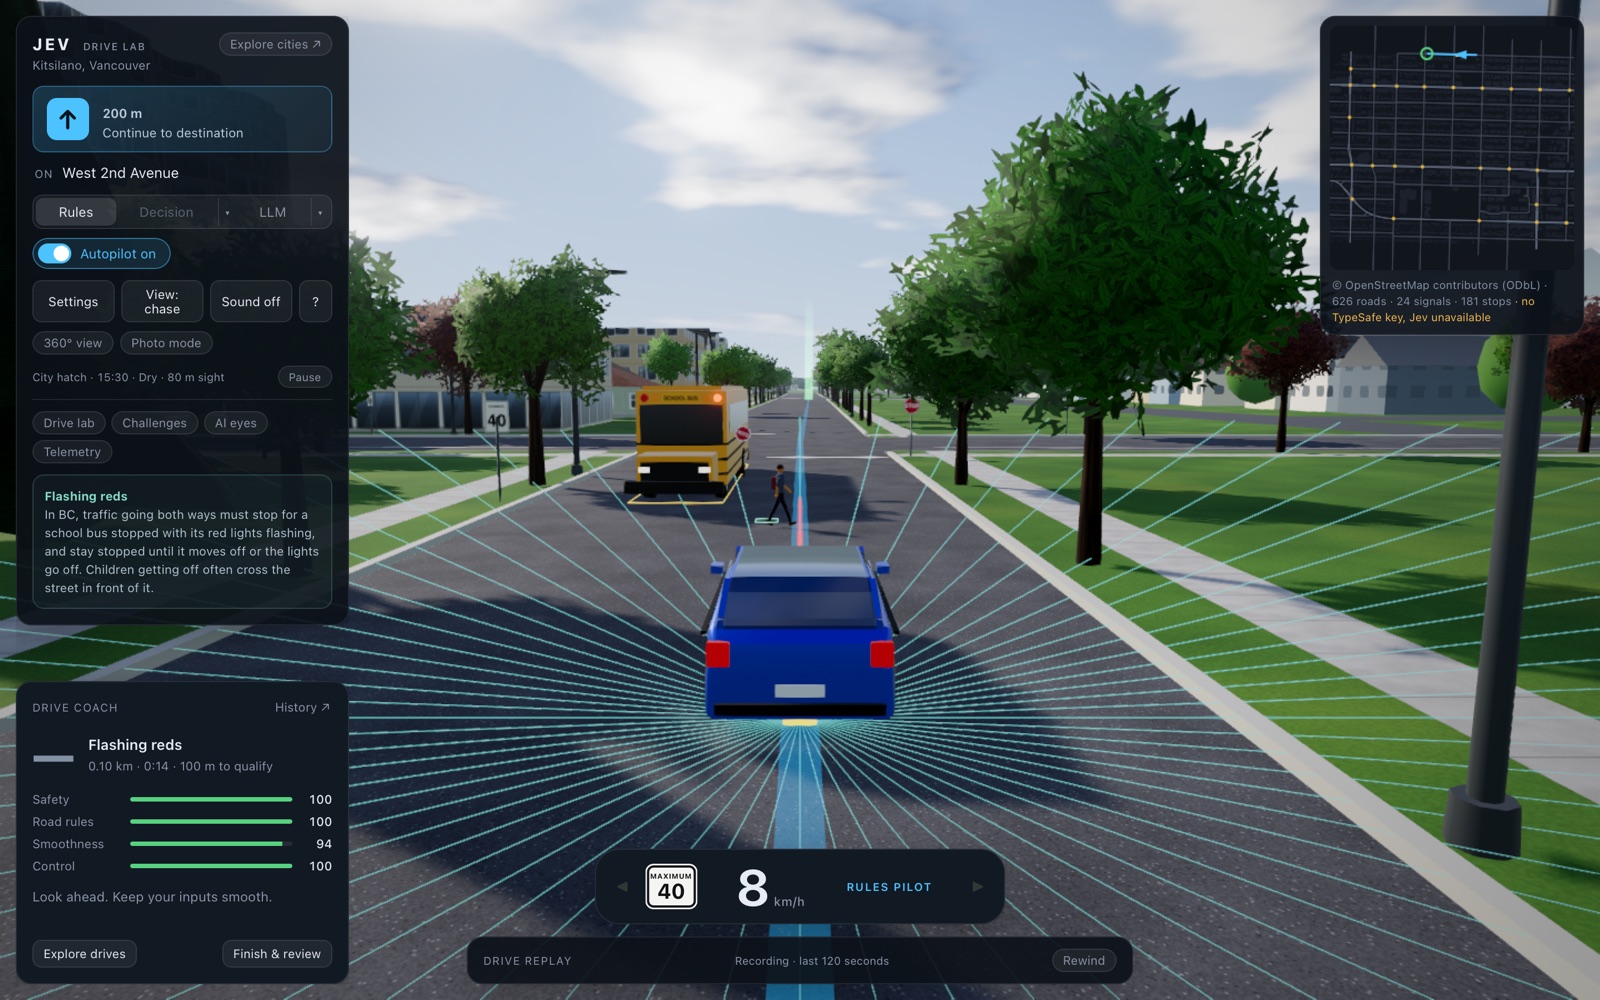 JEV DRIVE LAB
Explore cities ↗
Kitsilano, Vancouver
200 m
Continue to destination
ON West 2nd Avenue
Rules
Decision
LLM
Autopilot on
Settings
View: chase
Sound off
?
360° view
Photo mode
City hatch · 15:30 · Dry · 80 m sight
Pause
Drive lab
Challenges
AI eyes
Telemetry
Flashing reds
In BC, traffic going both ways must stop for a
school bus stopped with its red lights flashing,
and stay stopped until it moves off or the lights
go off. Children getting off often cross the
street in front of it.
DRIVE COACH
History ↗
Flashing reds
0.10 km · 0:14 · 100 m to qualify
Safety 100
Road rules 100
Smoothness 94
Control 100
Look ahead. Keep your inputs smooth.
Explore drives
Finish & review
SCHOOL BUS
40
MAXIMUM
40
8 km/h
RULES PILOT
DRIVE REPLAY
Recording · last 120 seconds
Rewind
© OpenStreetMap contributors (ODbL) ·
626 roads · 24 signals · 181 stops · no
TypeSafe key, Jev unavailable